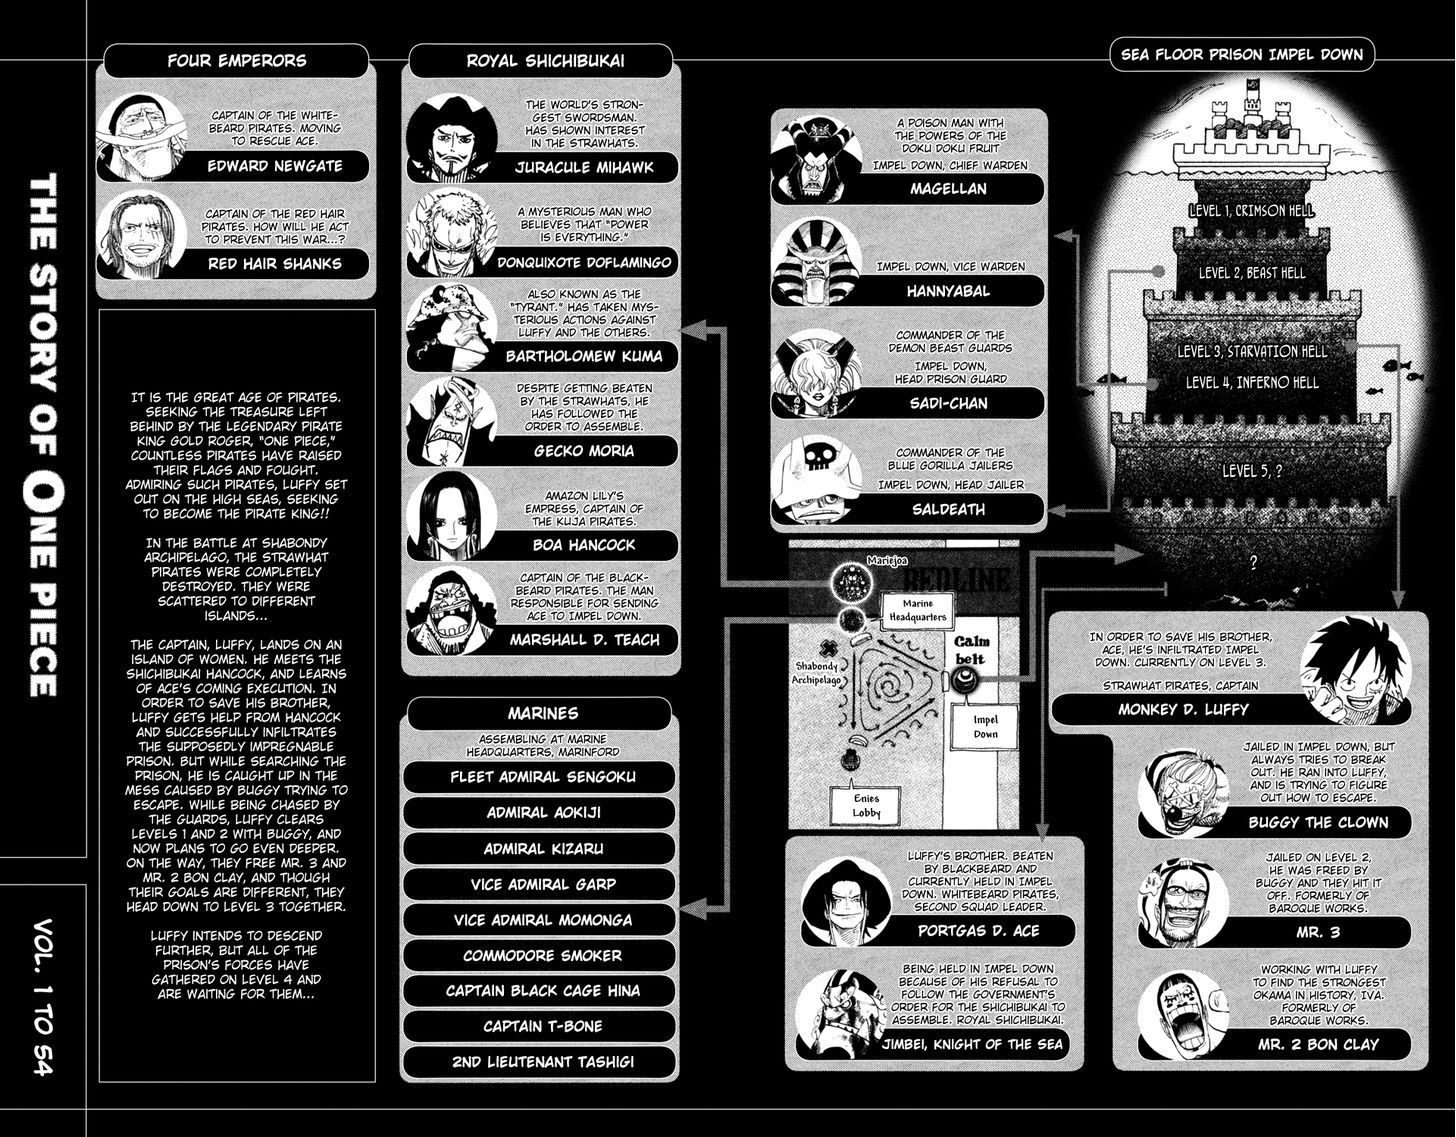 THE STORY OF ONE PIECE
VOL. 1 TO 54
FOUR EMPERORS
CAPTAIN OF THE WHITE-
BEARD PIRATES. MOVING
TO RESCUE ACE.
EDWARD NEWGATE
CAPTAIN OF THE RED HAIR
PIRATES. HOW WILL HE ACT
TO PREVENT THIS WAR...?
RED HAIR SHANKS
IT IS THE GREAT AGE OF PIRATES.
SEEKING THE TREASURE LEFT
BEHIND BY THE LEGENDARY PIRATE
KING GOLD ROGER, "ONE PIECE,"
COUNTLESS PIRATES HAVE RAISED
THEIR FLAGS AND FOUGHT.
ADMIRING SUCH PIRATES, LUFFY SET
OUT ON THE HIGH SEAS, SEEKING
TO BECOME THE PIRATE KING!!
IN THE BATTLE AT SHABONDY
ARCHIPELAGO, THE STRAWHAT
PIRATES WERE COMPLETELY
DESTROYED. THEY WERE
SCATTERED TO DIFFERENT
ISLANDS...
THE CAPTAIN, LUFFY, LANDS ON AN
ISLAND OF WOMEN. HE MEETS THE
SHICHIBUKAI HANCOCK, AND LEARNS
OF ACE'S COMING EXECUTION. IN
ORDER TO SAVE HIS BROTHER,
LUFFY GETS HELP FROM HANCOCK
AND SUCCESSFULLY INFILTRATES
THE SUPPOSEDLY IMPREGNABLE
PRISON. BUT WHILE SEARCHING THE
PRISON, HE IS CAUGHT UP IN THE
MESS CAUSED BY BUGGY TRYING TO
ESCAPE. WHILE BEING CHASED BY
THE GUARDS, LUFFY CLEARS
LEVELS 1 AND 2 WITH BUGGY, AND
NOW PLANS TO GO EVEN DEEPER.
ON THE WAY, THEY FREE MR. 3 AND
MR. 2 BON CLAY, AND THOUGH
THEIR GOALS ARE DIFFERENT, THEY
HEAD DOWN TO LEVEL 3 TOGETHER.
LUFFY INTENDS TO DESCEND
FURTHER, BUT ALL OF THE
PRISON'S FORCES HAVE
GATHERED ON LEVEL 4 AND
ARE WAITING FOR THEM...
ROYAL SHICHIBUKAI
THE WORLD'S STRON-
GEST SWORDSMAN.
HAS SHOWN INTEREST
IN THE STRAWHATS.
JURACULE MIHAWK
A MYSTERIOUS MAN WHO
BELIEVES THAT "POWER
IS EVERYTHING."
DONQUIXOTE DOFLAMINGO
ALSO KNOWN AS THE
"TYRANT." HAS TAKEN MYS-
TERIOUS ACTIONS AGAINST
LUFFY AND THE OTHERS.
BARTHOLOMEW KUMA
DESPITE GETTING BEATEN
BY THE STRAWHATS, HE
HAS FOLLOWED THE
ORDER TO ASSEMBLE.
GECKO MORIA
AMAZON LILY'S
EMPRESS, CAPTAIN OF
THE KUJA PIRATES.
BOA HANCOCK
CAPTAIN OF THE BLACK-
BEARD PIRATES. THE MAN
RESPONSIBLE FOR SENDING
ACE TO IMPEL DOWN.
MARSHALL D. TEACH
MARINES
ASSEMBLING AT MARINE
HEADQUARTERS, MARINFORD
FLEET ADMIRAL SENGOKU
ADMIRAL AOKIJI
ADMIRAL KIZARU
VICE ADMIRAL GARP
VICE ADMIRAL MOMONGA
COMMODORE SMOKER
CAPTAIN BLACK CAGE HINA
CAPTAIN T-BONE
2ND LIEUTENANT TASHIGI
A POISON MAN WITH
THE POWERS OF THE
DOKU DOKU FRUIT
IMPEL DOWN, CHIEF WARDEN
MAGELLAN
IMPEL DOWN, VICE WARDEN
HANNYABAL
COMMANDER OF THE
DEMON BEAST GUARDS
IMPEL DOWN,
HEAD PRISON GUARD
SADI-CHAN
COMMANDER OF THE
BLUE GORILLA JAILERS
IMPEL DOWN, HEAD JAILER
SALDEATH
Mariejoa
REDLINE
Marine
Headquarters
Calm
belt
Shabondy
Archipelago
Impel
Down
Enies
Lobby
LUFFY'S BROTHER. BEATEN
BY BLACKBEARD AND
CURRENTLY HELD IN IMPEL
DOWN. WHITEBEARD PIRATES,
SECOND SQUAD LEADER.
PORTGAS D. ACE
BEING HELD IN IMPEL DOWN
BECAUSE OF HIS REFUSAL TO
FOLLOW THE GOVERNMENT'S
ORDER FOR THE SHICHIBUKAI TO
ASSEMBLE. ROYAL SHICHIBUKAI.
JIMBEI, KNIGHT OF THE SEA
SEA FLOOR PRISON IMPEL DOWN
LEVEL 1, CRIMSON HELL
LEVEL 2, BEAST HELL
LEVEL 3, STARVATION HELL
LEVEL 4, INFERNO HELL
LEVEL 5, ?
?
IN ORDER TO SAVE HIS BROTHER,
ACE, HE'S INFILTRATED IMPEL
DOWN. CURRENTLY ON LEVEL 3.
STRAWHAT PIRATES, CAPTAIN
MONKEY D. LUFFY
JAILED IN IMPEL DOWN, BUT
ALWAYS TRIES TO BREAK
OUT. HE RAN INTO LUFFY,
AND IS TRYING TO FIGURE
OUT HOW TO ESCAPE.
BUGGY THE CLOWN
JAILED ON LEVEL 2,
HE WAS FREED BY
BUGGY AND THEY HIT IT
OFF. FORMERLY OF
BAROQUE WORKS.
MR. 3
WORKING WITH LUFFY
TO FIND THE STRONGEST
OKAMA IN HISTORY, IVA.
FORMERLY OF
BAROQUE WORKS.
MR. 2 BON CLAY